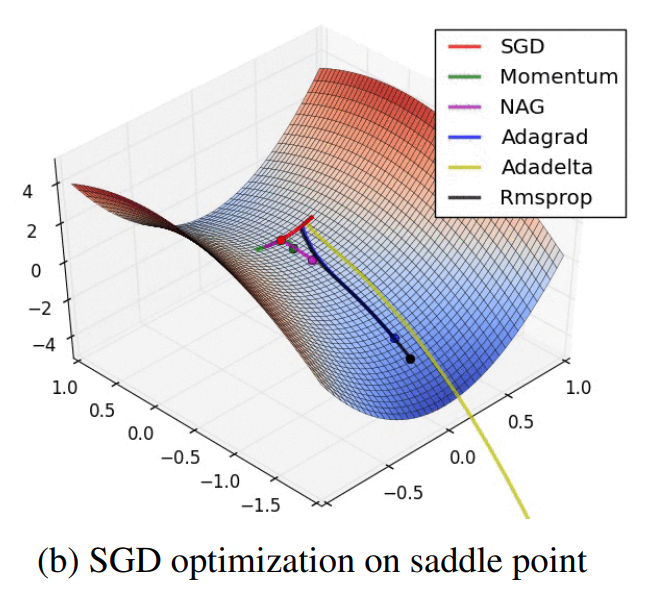 SGD
Momentum
NAG
Adagrad
Adadelta
Rmsprop
4
2
0
−2
−4
1.0
0.5
0.0
−0.5
−1.0
−1.5
−0.5
0.0
0.5
1.0
(b) SGD optimization on saddle point